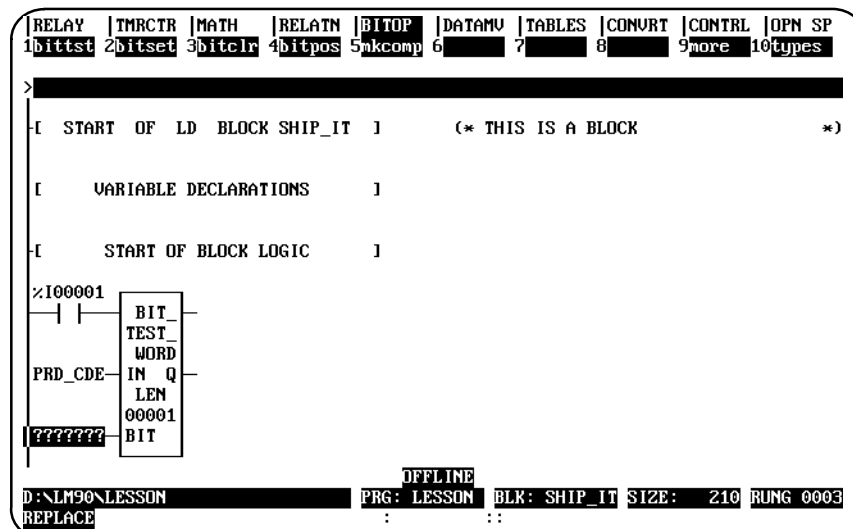 |RELAY |TMRCTR |MATH |RELATN |BITOP |DATAMV |TABLES |CONVRT |CONTRL |OPN SP
1bittst 2bitset 3bitclr 4bitpos 5mkcomp 6 7 8 9more 10types
>
[ START OF LD BLOCK SHIP_IT ] (* THIS IS A BLOCK *)
[ VARIABLE DECLARATIONS ]
[ START OF BLOCK LOGIC ]
%I00001
BIT_
TEST_
WORD
PRD_CDE IN Q
LEN
00001
??????? BIT
OFFLINE
D:\LM90\LESSON PRG: LESSON BLK: SHIP_IT SIZE: 210 RUNG 0003
REPLACE : ::